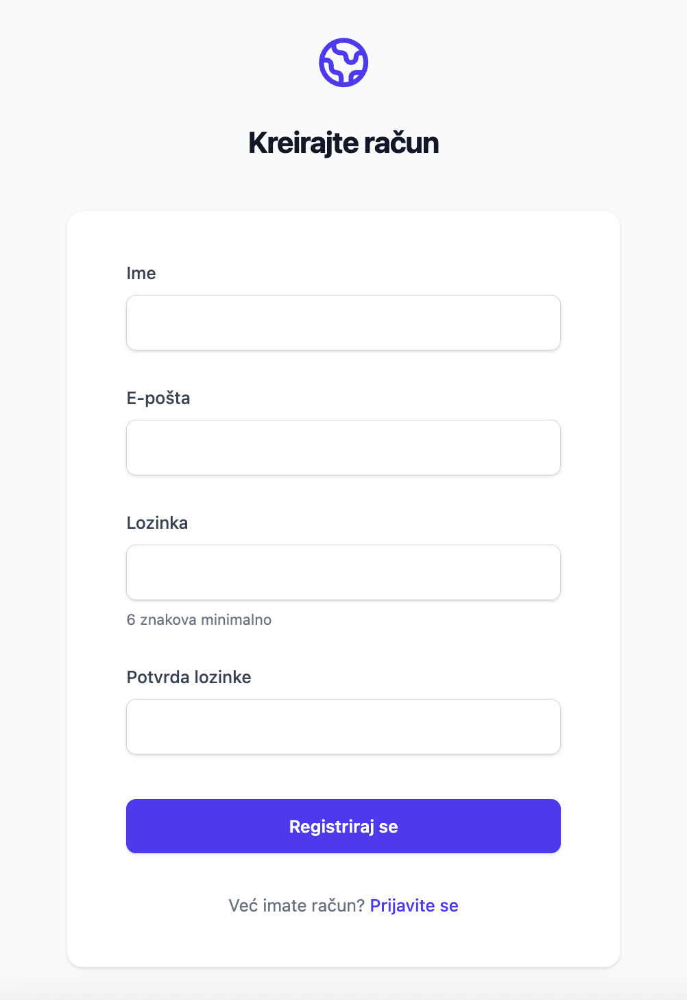 Kreirajte račun
Ime
E-pošta
Lozinka
6 znakova minimalno
Potvrda lozinke
Registriraj se
Već imate račun? Prijavite se